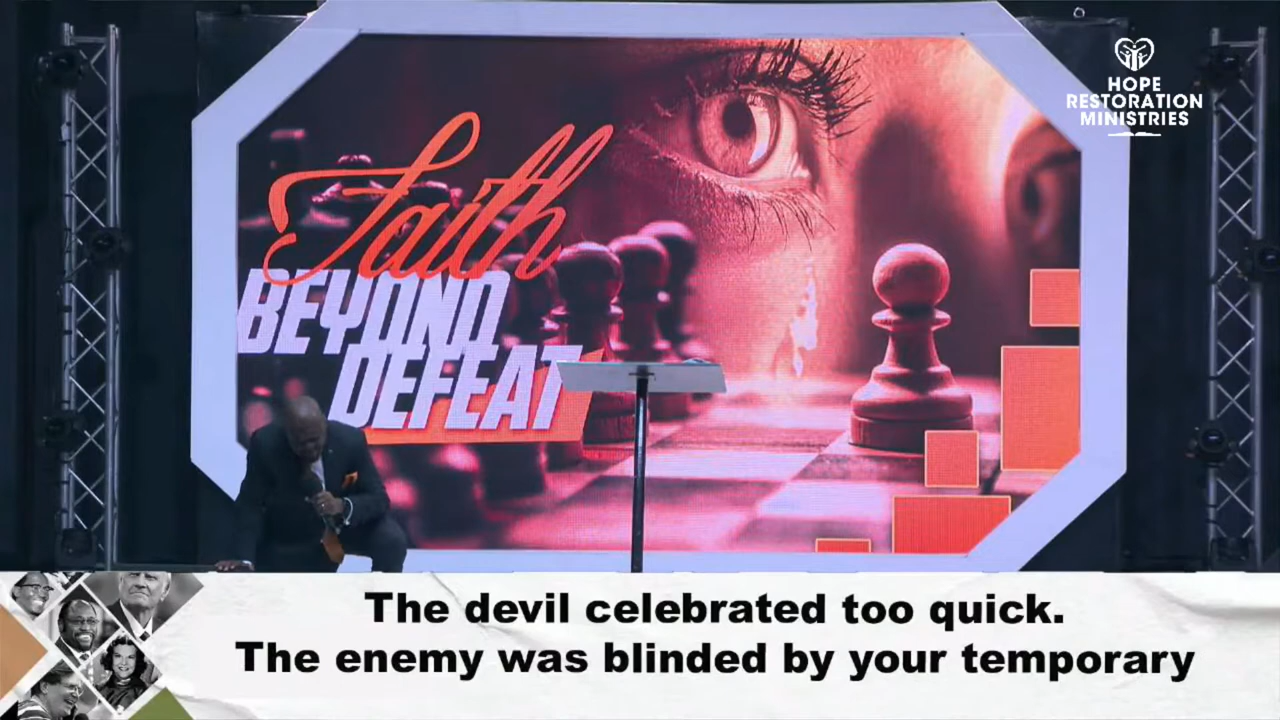 HOPE
RESTORATION
MINISTRIES
Faith
BEYOND
DEFEAT
The devil celebrated too quick.
The enemy was blinded by your temporary